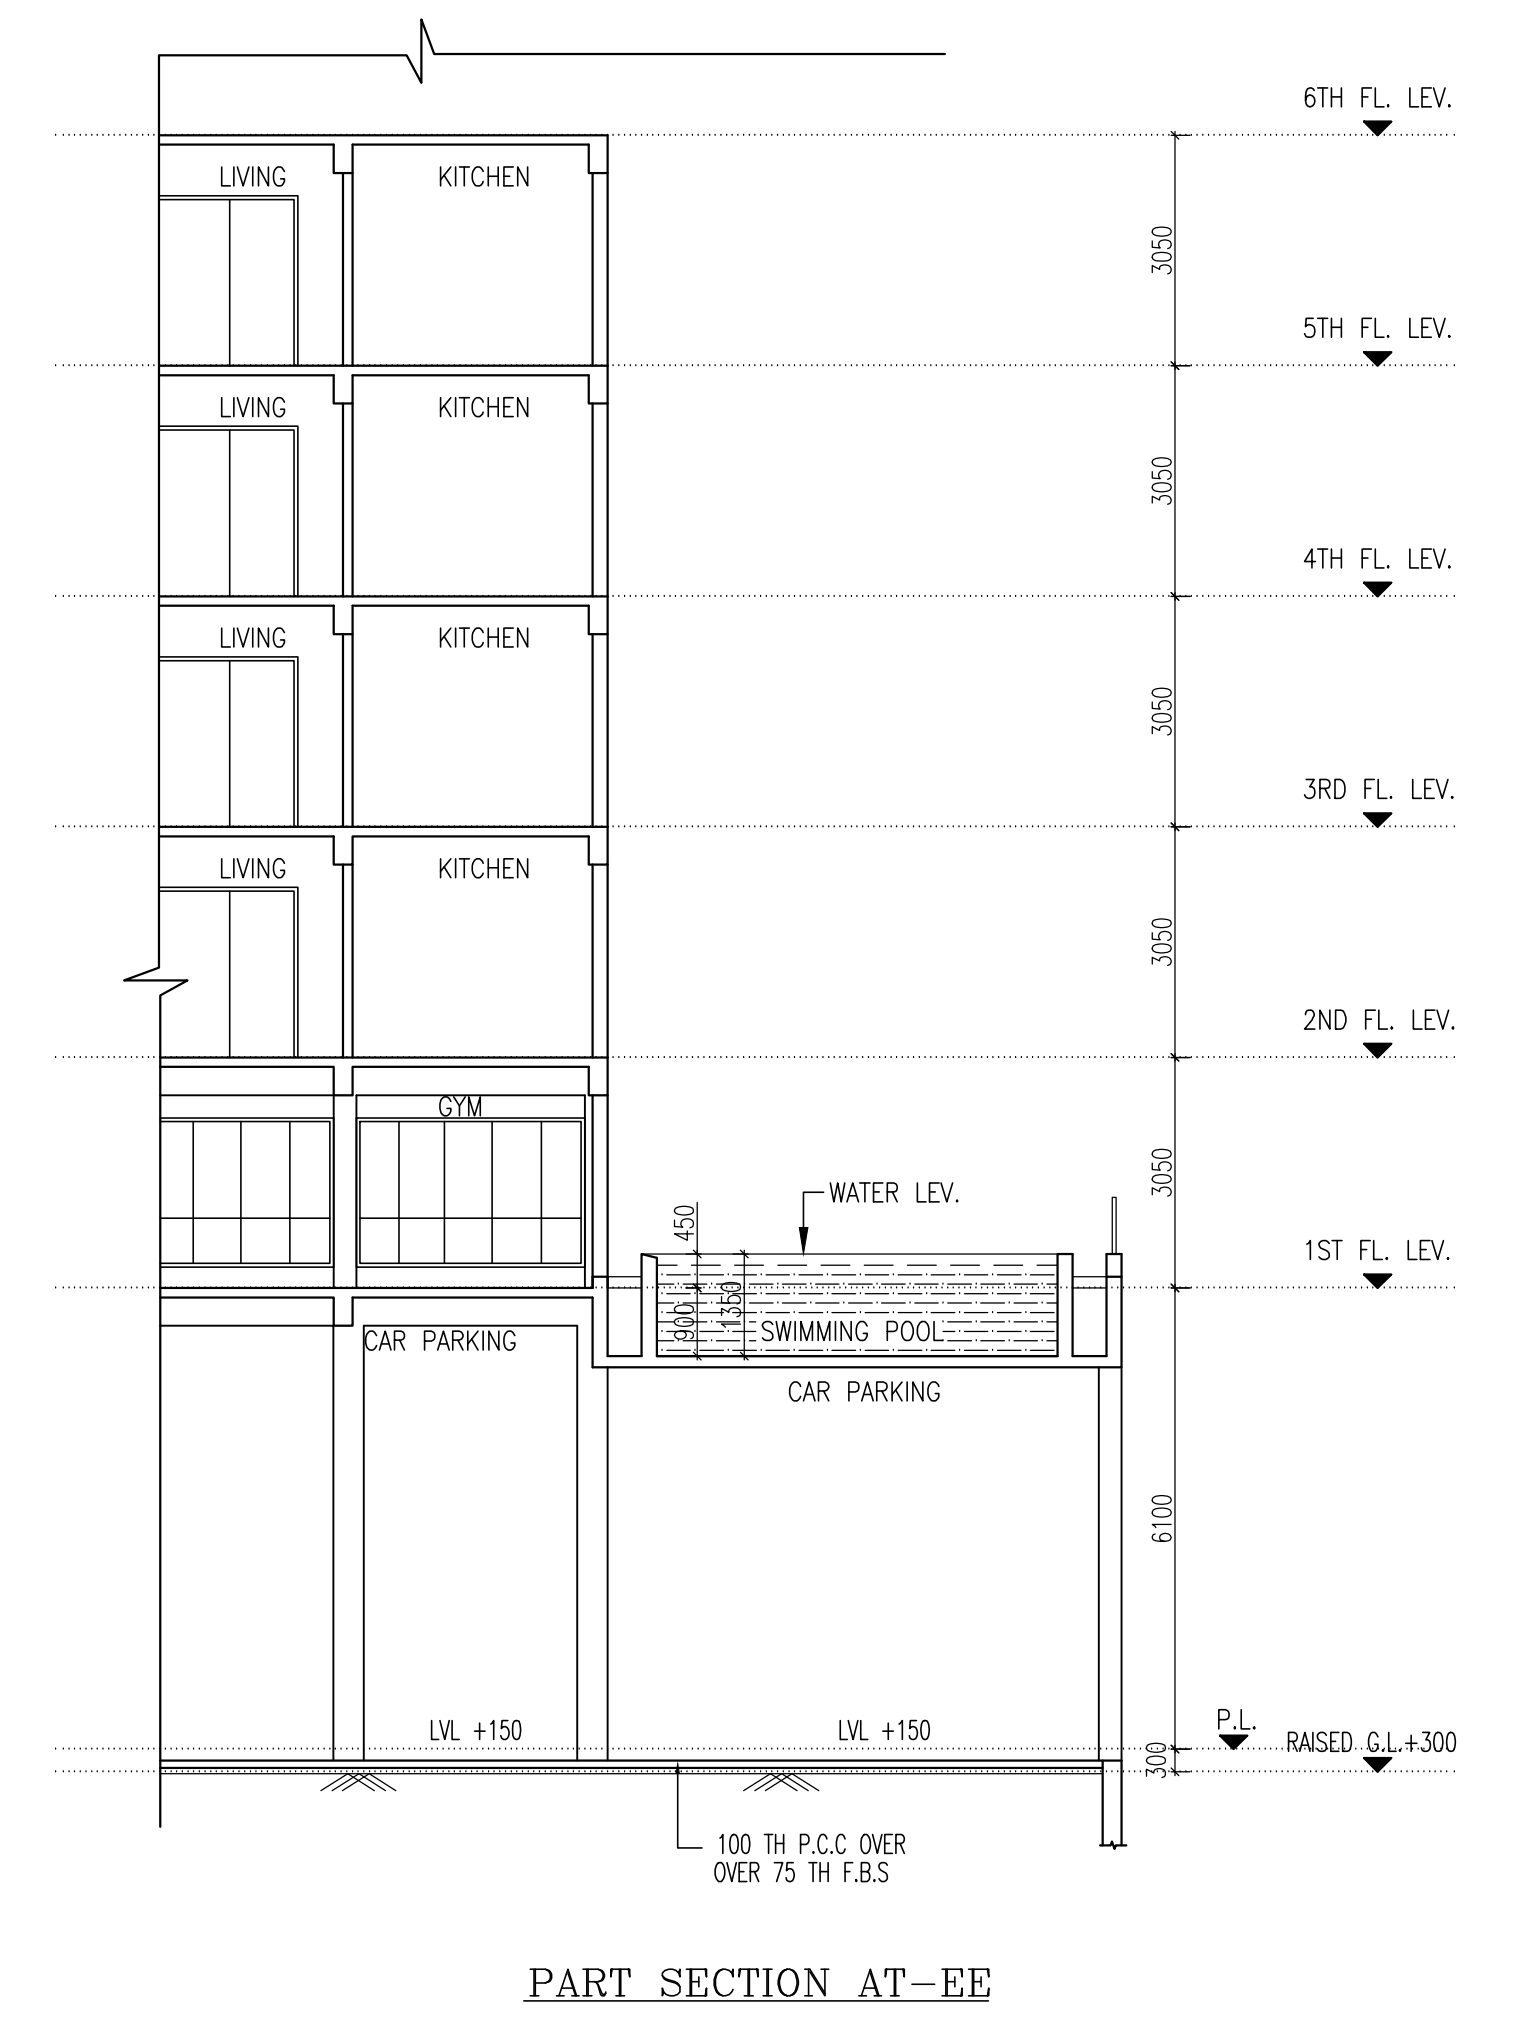 6TH FL. LEV.
LIVING KITCHEN
3050
5TH FL. LEV.
LIVING KITCHEN
3050
4TH FL. LEV.
LIVING KITCHEN
3050
3RD FL. LEV.
LIVING KITCHEN
3050
2ND FL. LEV.
GYM
3050
WATER LEV.
450
1ST FL. LEV.
900
1350
SWIMMING POOL
CAR PARKING
CAR PARKING
6100
LVL +150
LVL +150
P.L.
RAISED G.L.+300
300
100 TH P.C.C OVER
OVER 75 TH F.B.S
PART SECTION AT-EE